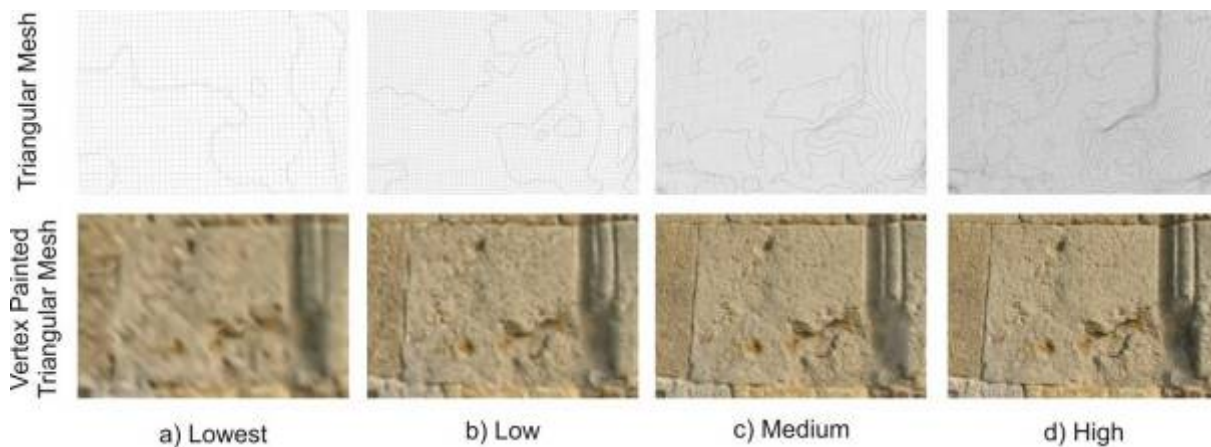 Triangular Mesh
Vertex Painted
Triangular Mesh
a) Lowest
b) Low
c) Medium
d) High